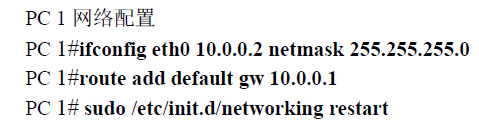 PC 1 网络配置
PC 1#ifconfig eth0 10.0.0.2 netmask 255.255.255.0
PC 1#route add default gw 10.0.0.1
PC 1# sudo /etc/init.d/networking restart